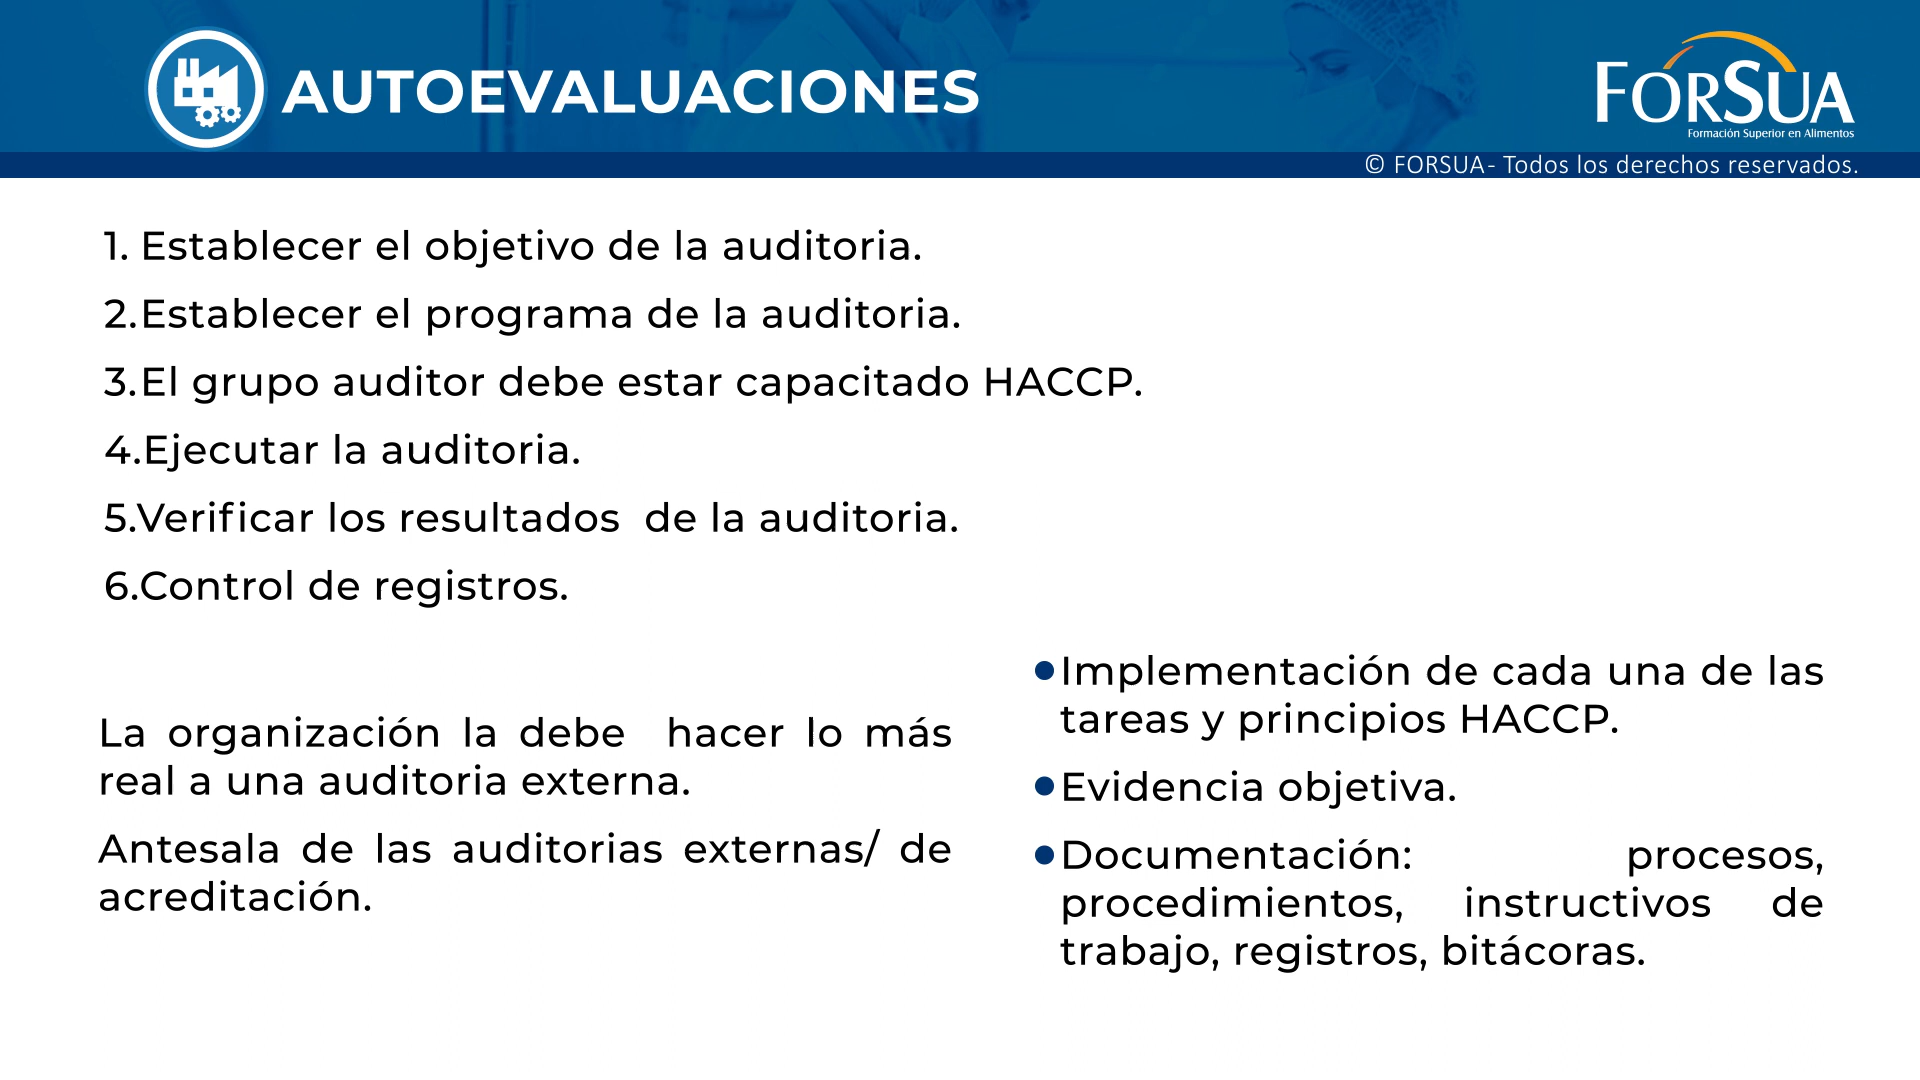 AUTOEVALUACIONES
FORSUA
Formación Superior en Alimentos
© FORSUA- Todos los derechos reservados.
1. Establecer el objetivo de la auditoria.
2.Establecer el programa de la auditoria.
3.El grupo auditor debe estar capacitado HACCP.
4.Ejecutar la auditoria.
5.Verificar los resultados  de la auditoria.
6.Control de registros.
La organización la debe  hacer lo más
real a una auditoria externa.
Antesala de las auditorias externas/ de
acreditación.
●Implementación de cada una de las
tareas y principios HACCP.
●Evidencia objetiva.
●Documentación: procesos,
procedimientos, instructivos de
trabajo, registros, bitácoras.